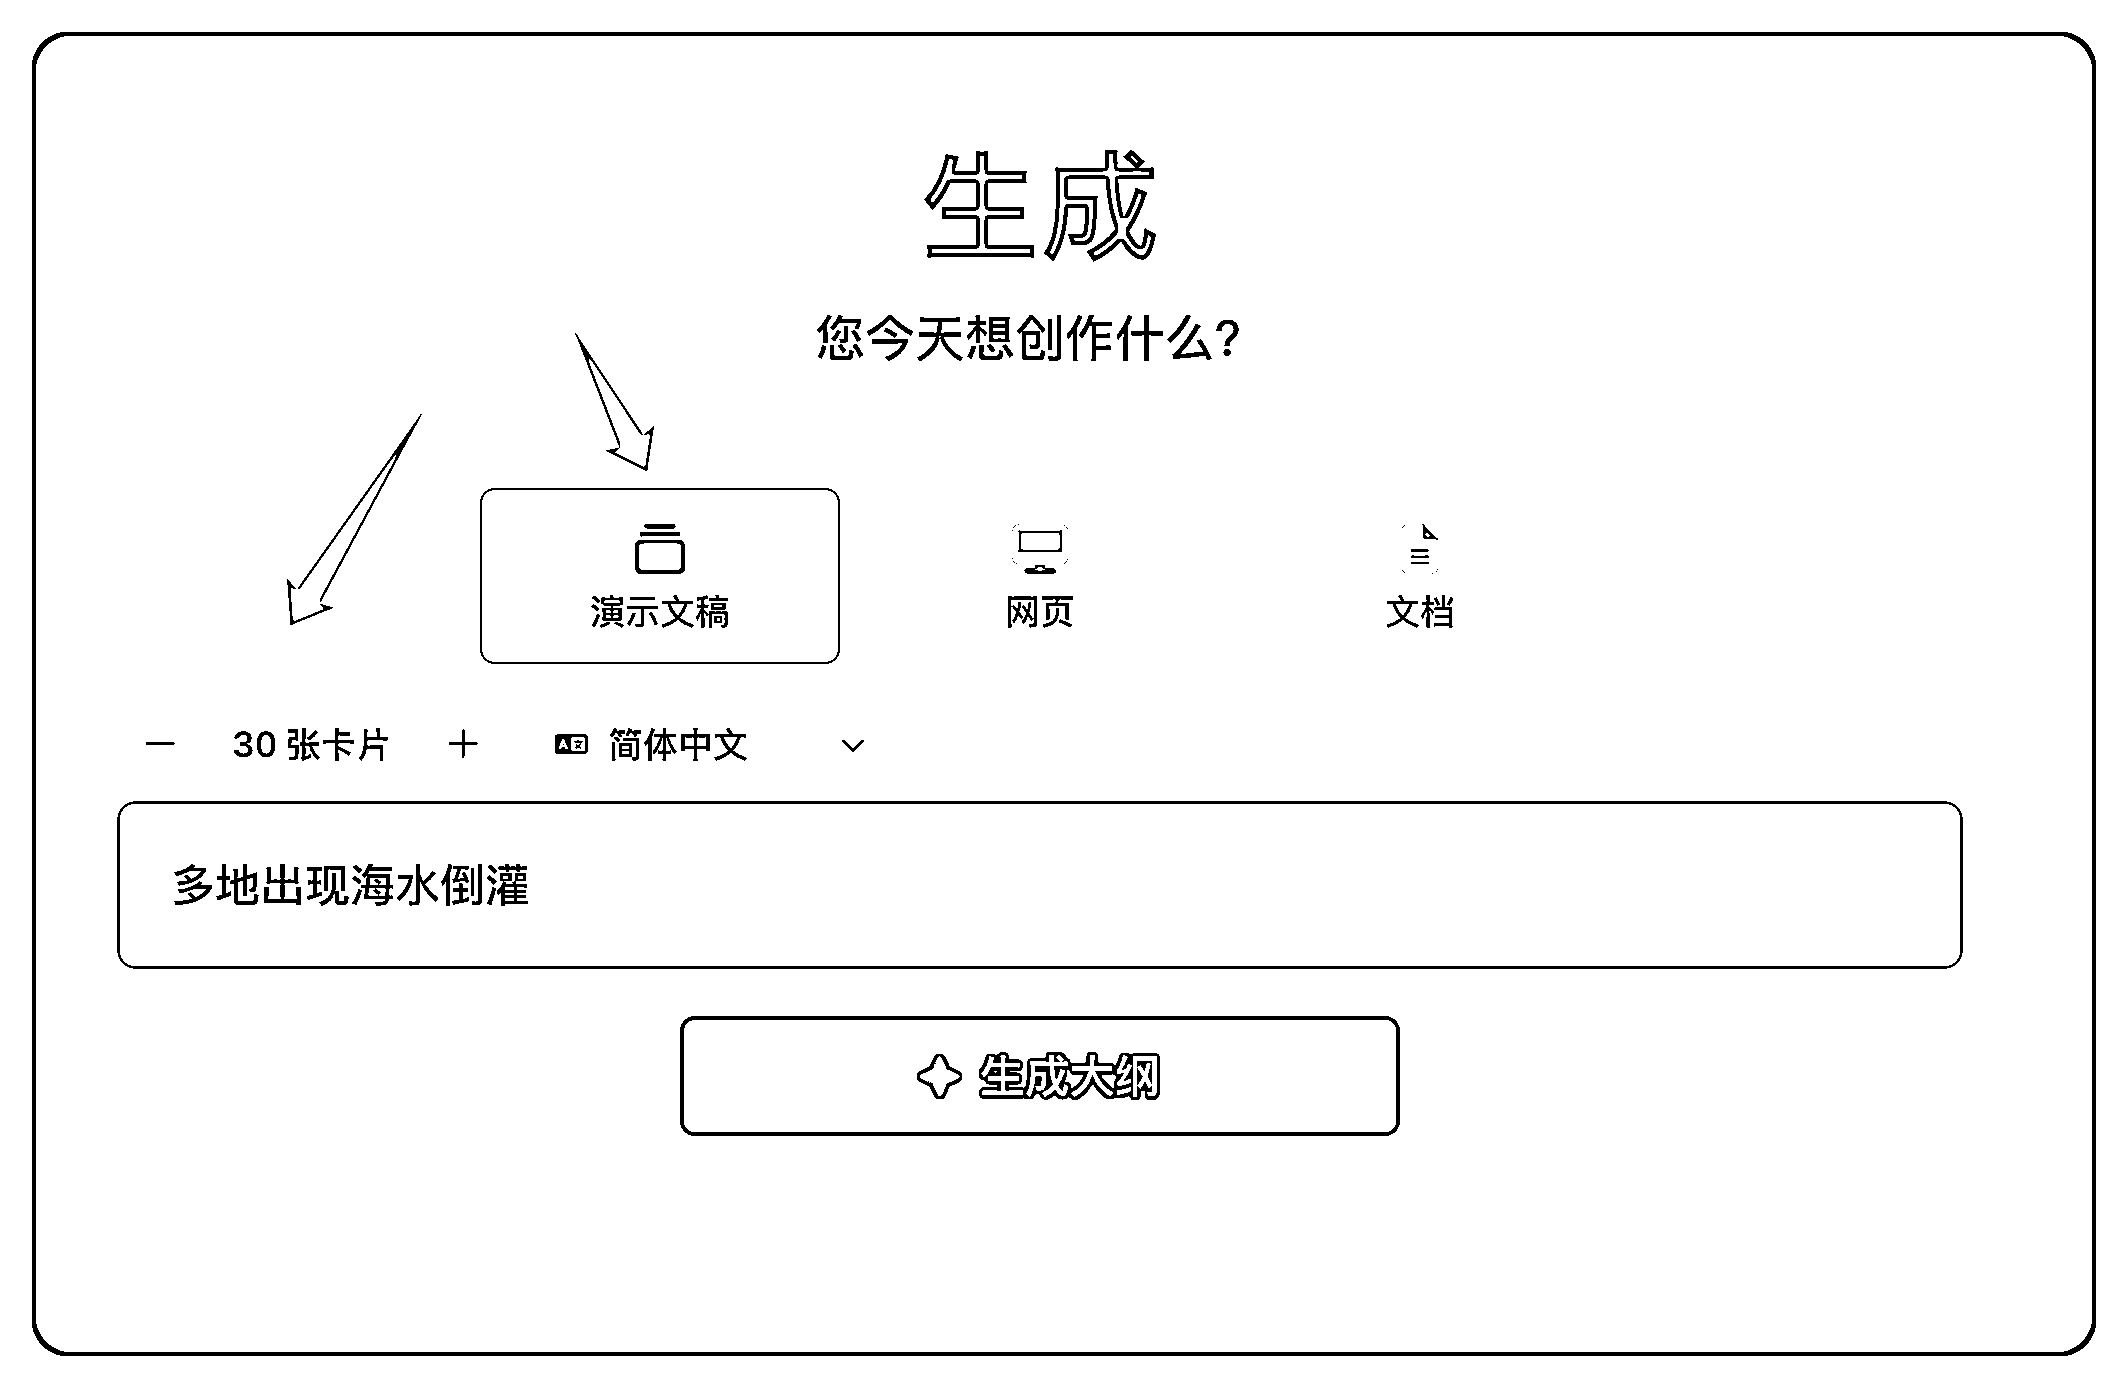 生成
您今天想创作什么?
演示文稿
网页
文档
30 张卡片
简体中文
多地出现海水倒灌
生成大纲